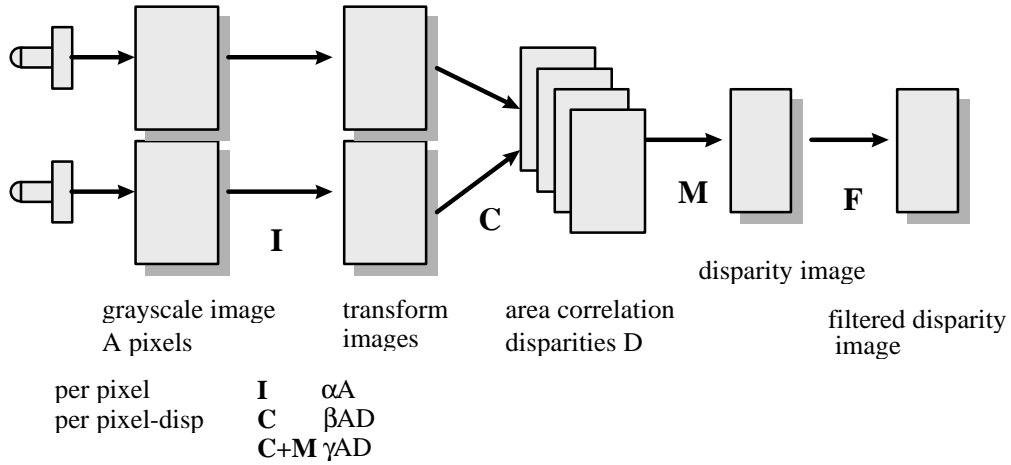 I
C
M
F
disparity image
grayscale image
A pixels
transform
images
area correlation
disparities D
filtered disparity
image
per pixel I αA
per pixel-disp C βAD
C+M γAD